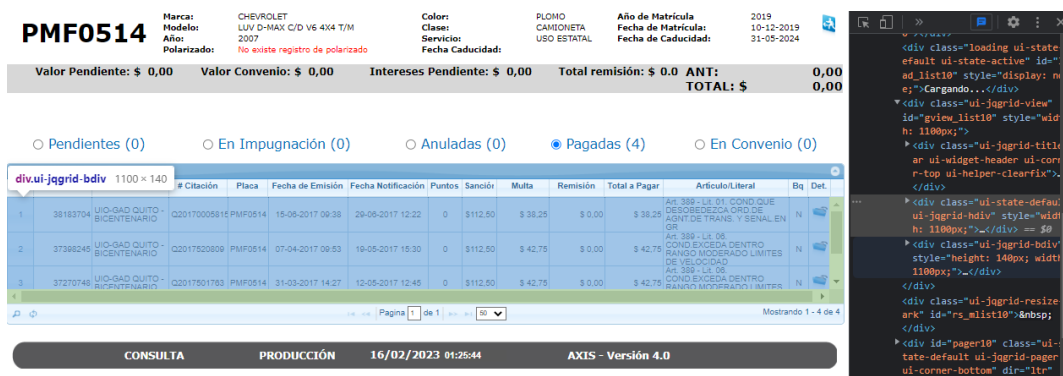 PMF0514
Marca: CHEVROLET
Modelo: LUV D-MAX C/D V6 4X4 T/M
Año: 2007
Polarizado: No existe registro de polarizado
Color: PLOMO
Clase: CAMIONETA
Servicio: USO ESTATAL
Fecha Caducidad:
Año de Matrícula 2019
Fecha de Matrícula: 10-12-2019
Fecha de Caducidad: 31-05-2024
Valor Pendiente: $ 0,00 Valor Convenio: $ 0,00 Intereses Pendiente: $ 0,00 Total remisión: $ 0.0 ANT: 0,00
TOTAL: $ 0,00
Pendientes (0) En Impugnación (0) Anuladas (0) Pagadas (4) En Convenio (0)
div.ui-jqgrid-bdiv 1100 × 140
# Citación Placa Fecha de Emisión Fecha Notificación Puntos Sanción Multa Remisión Total a Pagar Artículo/Literal Bq Det.
1 38183704 UIO-GAD QUITO - BICENTENARIO Q20170005815 PMF0514 15-06-2017 09:38 29-06-2017 12:22 0 $112,50 $ 38,25 $ 0,00 $ 38,25 Art. 389 - Lit. 01. COND.QUE DESOBEDEZCA ORD.DE AGNT.DE TRANS. Y SENAL EN GR N
2 37398245 UIO-GAD QUITO - BICENTENARIO Q2017520809 PMF0514 07-04-2017 09:53 19-05-2017 15:30 0 $112,50 $ 42,75 $ 0,00 $ 42,75 Art. 389 - Lit. 06. COND.EXCEDA DENTRO RANGO MODERADO LIMITES DE VELOCIDAD N
3 37270748 UIO-GAD QUITO - BICENTENARIO Q2017501763 PMF0514 31-03-2017 14:27 12-05-2017 12:45 0 $112,50 $ 42,75 $ 0,00 $ 42,75 Art. 389 - Lit. 06. COND.EXCEDA DENTRO RANGO MODERADO LIMITES N
Pagina 1 de 1 50 Mostrando 1 - 4 de 4
CONSULTA PRODUCCIÓN 16/02/2023 01:25:44 AXIS - Versión 4.0
<div class="loading ui-state
efault ui-state-active" id="
ad_list10" style="display: n
e;">Cargando...</div>
<div class="ui-jqgrid-view"
id="gview_list10" style="widt
h: 1100px;">
<div class="ui-jqgrid-titl
ar ui-widget-header ui-cor
r-top ui-helper-clearfix">…
</div>
<div class="ui-state-defau
ui-jqgrid-hdiv" style="widt
h: 1100px;">…</div> == $0
<div class="ui-jqgrid-bdiv"
style="height: 140px; width
1100px;">…</div>
</div>
<div class="ui-jqgrid-resize
ark" id="rs_mlist10">&nbsp;
</div>
<div id="pager10" class="ui-
tate-default ui-jqgrid-pager
ui-corner-bottom" dir="ltr"